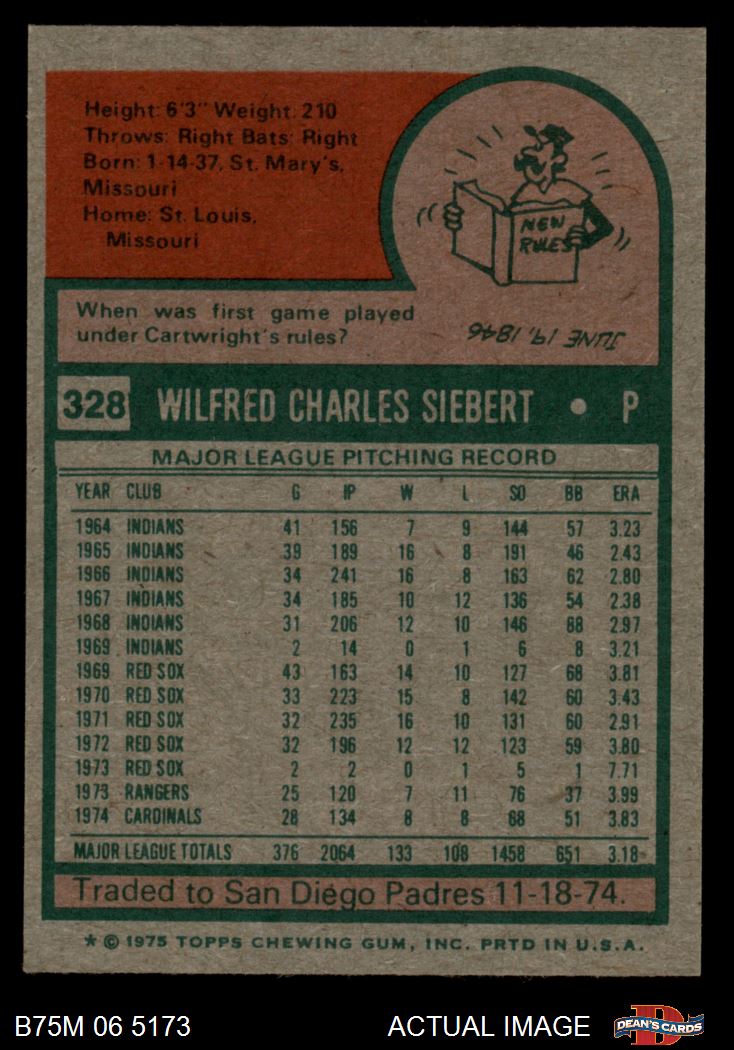 Height: 6'3" Weight: 210
Throws: Right Bats: Right
Born: 1-14-37, St. Mary's,
Missouri
Home: St. Louis,
Missouri
NEW
RULES
When was first game played
under Cartwright's rules?
JUNE 19, 1846
328 WILFRED CHARLES SIEBERT • P
MAJOR LEAGUE PITCHING RECORD
YEAR CLUB G IP W L SO BB ERA
1964 INDIANS 41 156 7 9 144 57 3.23
1965 INDIANS 39 189 16 8 191 46 2.43
1966 INDIANS 34 241 16 8 163 62 2.80
1967 INDIANS 34 185 10 12 136 54 2.38
1968 INDIANS 31 206 12 10 146 88 2.97
1969 INDIANS 2 14 0 1 6 8 3.21
1969 RED SOX 43 163 14 10 127 68 3.81
1970 RED SOX 33 223 15 8 142 60 3.43
1971 RED SOX 32 235 16 10 131 60 2.91
1972 RED SOX 32 196 12 12 123 59 3.80
1973 RED SOX 2 2 0 1 5 1 7.71
1973 RANGERS 25 120 7 11 76 37 3.99
1974 CARDINALS 28 134 8 8 68 51 3.83
MAJOR LEAGUE TOTALS 376 2064 133 108 1458 651 3.18
Traded to San Diego Padres 11-18-74.
* © 1975 TOPPS CHEWING GUM, INC. PRTD IN U.S.A.
B75M 06 5173 ACTUAL IMAGE DEAN'S CARDS